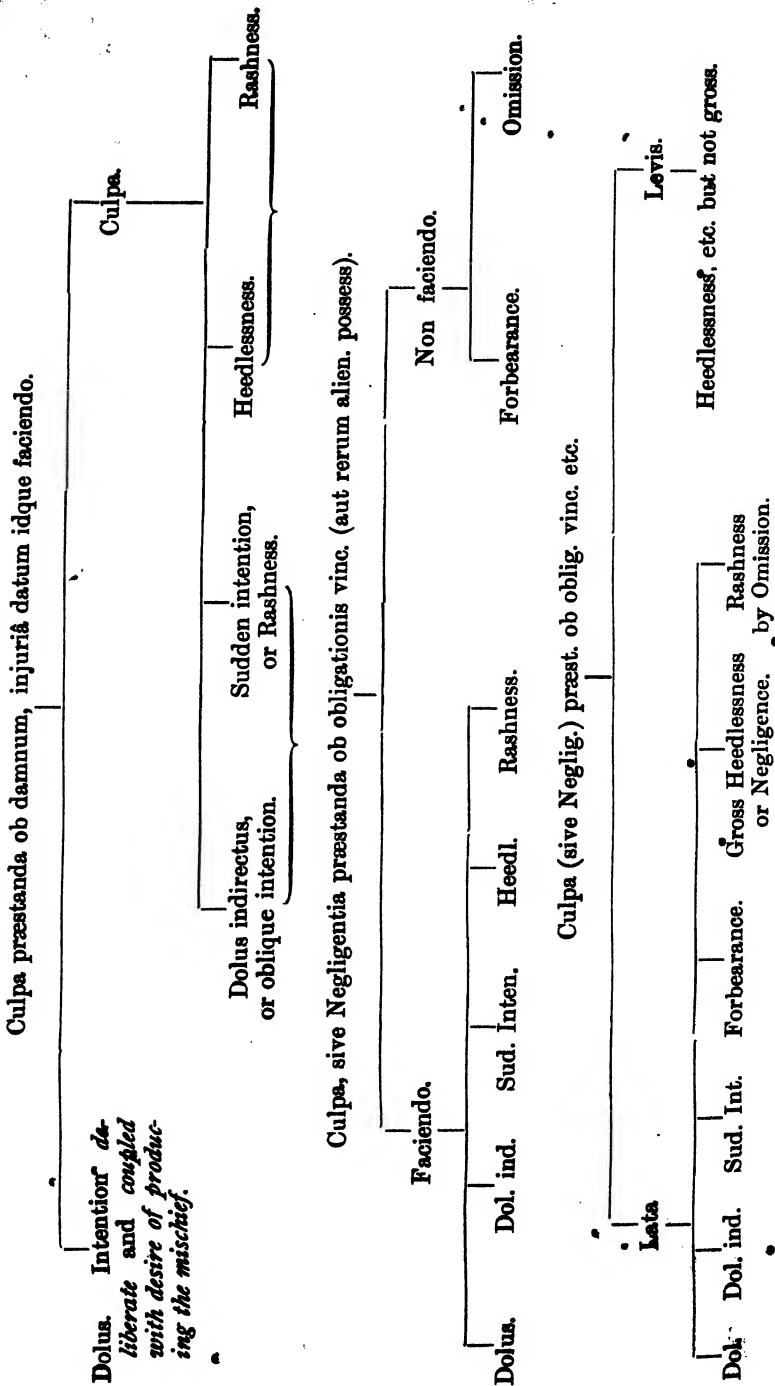 Culpa præstanda ob damnum, injuriâ datum idque faciendo.
Dolus. Intention de-
liberate and coupled
with desire of produc-
ing the mischief.
Culpa.
Dolus indirectus,
or oblique intention.
Sudden intention,
or Rashness.
Heedlessness.
Rashness.
Culpa, sive Negligentia præstanda ob obligationis vinc. (aut rerum alien. possess).
Faciendo.
Non faciendo.
Dolus.
Dol. ind.
Sud. Inten.
Heedl.
Rashness.
Forbearance.
Omission.
Culpa (sive Neglig.) præst. ob oblig. vinc. etc.
Lata
Levis.
Dol.
Dol. ind.
Sud. Int.
Forbearance.
Gross Heedlessness
or Negligence.
Rashness
by Omission.
Heedlessness, etc. but not gross.